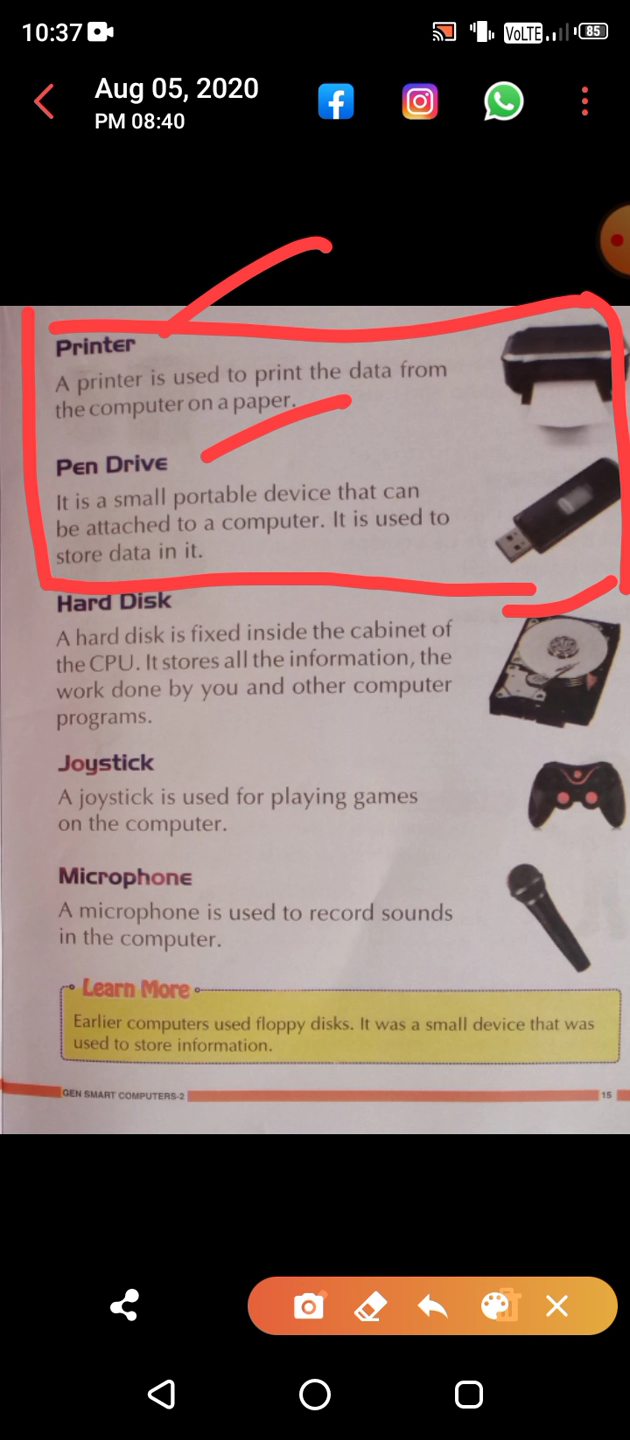 10:37
VoLTE
85
Aug 05, 2020
PM 08:40
Printer
A printer is used to print the data from
the computer on a paper.
Pen Drive
It is a small portable device that can
be attached to a computer. It is used to
store data in it.
Hard Disk
A hard disk is fixed inside the cabinet of
the CPU. It stores all the information, the
work done by you and other computer
programs.
Joystick
A joystick is used for playing games
on the computer.
Microphone
A microphone is used to record sounds
in the computer.
Learn More
Earlier computers used floppy disks. It was a small device that was
used to store information.
GEN SMART COMPUTERS-2
15